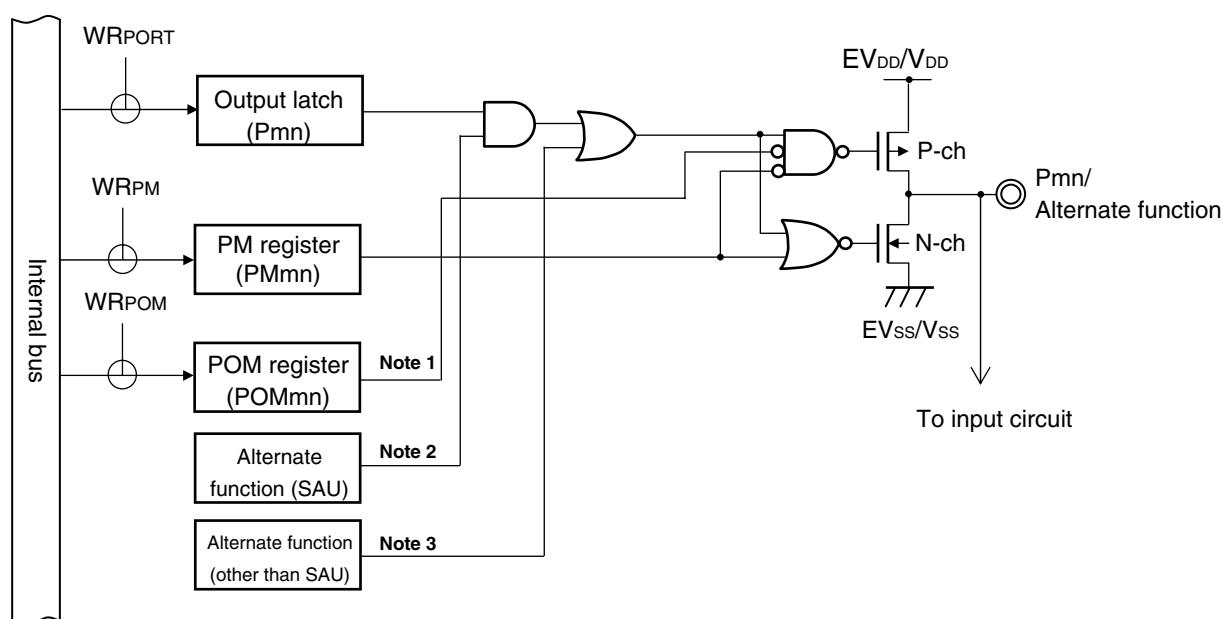 WRPORT
Output latch
(Pmn)
WRPM
PM register
(PMmn)
WRPOM
POM register
(POMmn)
Note 1
Alternate
function (SAU)
Note 2
Alternate function
(other than SAU)
Note 3
Internal bus
EVDD/VDD
P-ch
Pmn/
Alternate function
N-ch
EVSS/VSS
To input circuit